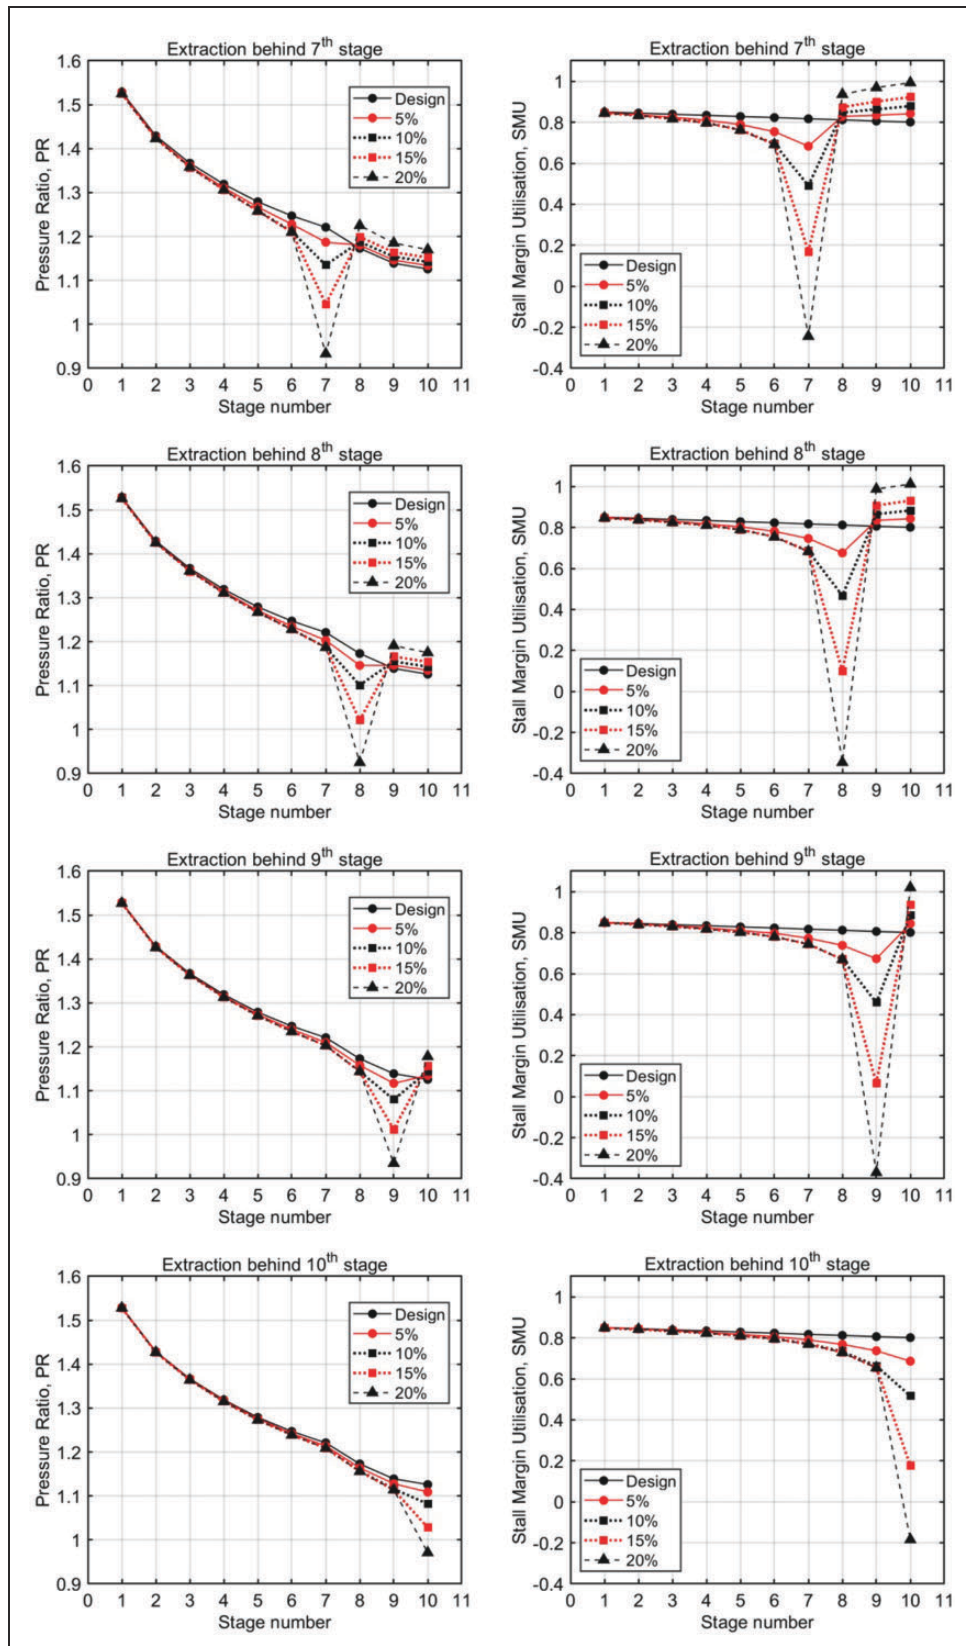 Extraction behind 7th stage
Pressure Ratio, PR
1.6
1.5
1.4
1.3
1.2
1.1
1
0.9
Design
5%
10%
15%
20%
0 1 2 3 4 5 6 7 8 9 10 11
Stage number
Extraction behind 7th stage
Stall Margin Utilisation, SMU
1
0.8
0.6
0.4
0.2
0
-0.2
-0.4
Design
5%
10%
15%
20%
0 1 2 3 4 5 6 7 8 9 10 11
Stage number
Extraction behind 8th stage
Pressure Ratio, PR
1.6
1.5
1.4
1.3
1.2
1.1
1
0.9
Design
5%
10%
15%
20%
0 1 2 3 4 5 6 7 8 9 10 11
Stage number
Extraction behind 8th stage
Stall Margin Utilisation, SMU
1
0.8
0.6
0.4
0.2
0
-0.2
-0.4
Design
5%
10%
15%
20%
0 1 2 3 4 5 6 7 8 9 10 11
Stage number
Extraction behind 9th stage
Pressure Ratio, PR
1.6
1.5
1.4
1.3
1.2
1.1
1
0.9
Design
5%
10%
15%
20%
0 1 2 3 4 5 6 7 8 9 10 11
Stage number
Extraction behind 9th stage
Stall Margin Utilisation, SMU
1
0.8
0.6
0.4
0.2
0
-0.2
-0.4
Design
5%
10%
15%
20%
0 1 2 3 4 5 6 7 8 9 10 11
Stage number
Extraction behind 10th stage
Pressure Ratio, PR
1.6
1.5
1.4
1.3
1.2
1.1
1
0.9
Design
5%
10%
15%
20%
0 1 2 3 4 5 6 7 8 9 10 11
Stage number
Extraction behind 10th stage
Stall Margin Utilisation, SMU
1
0.8
0.6
0.4
0.2
0
-0.2
-0.4
Design
5%
10%
15%
20%
0 1 2 3 4 5 6 7 8 9 10 11
Stage number